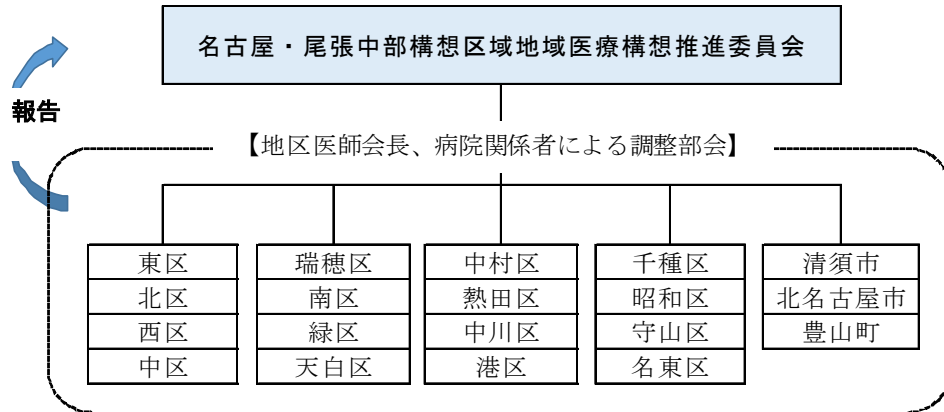 名古屋・尾張中部構想区域地域医療構想推進委員会
報告
【地区医師会長、病院関係者による調整部会】
東区
北区
西区
中区
瑞穂区
南区
緑区
天白区
中村区
熱田区
中川区
港区
千種区
昭和区
守山区
名東区
清須市
北名古屋市
豊山町